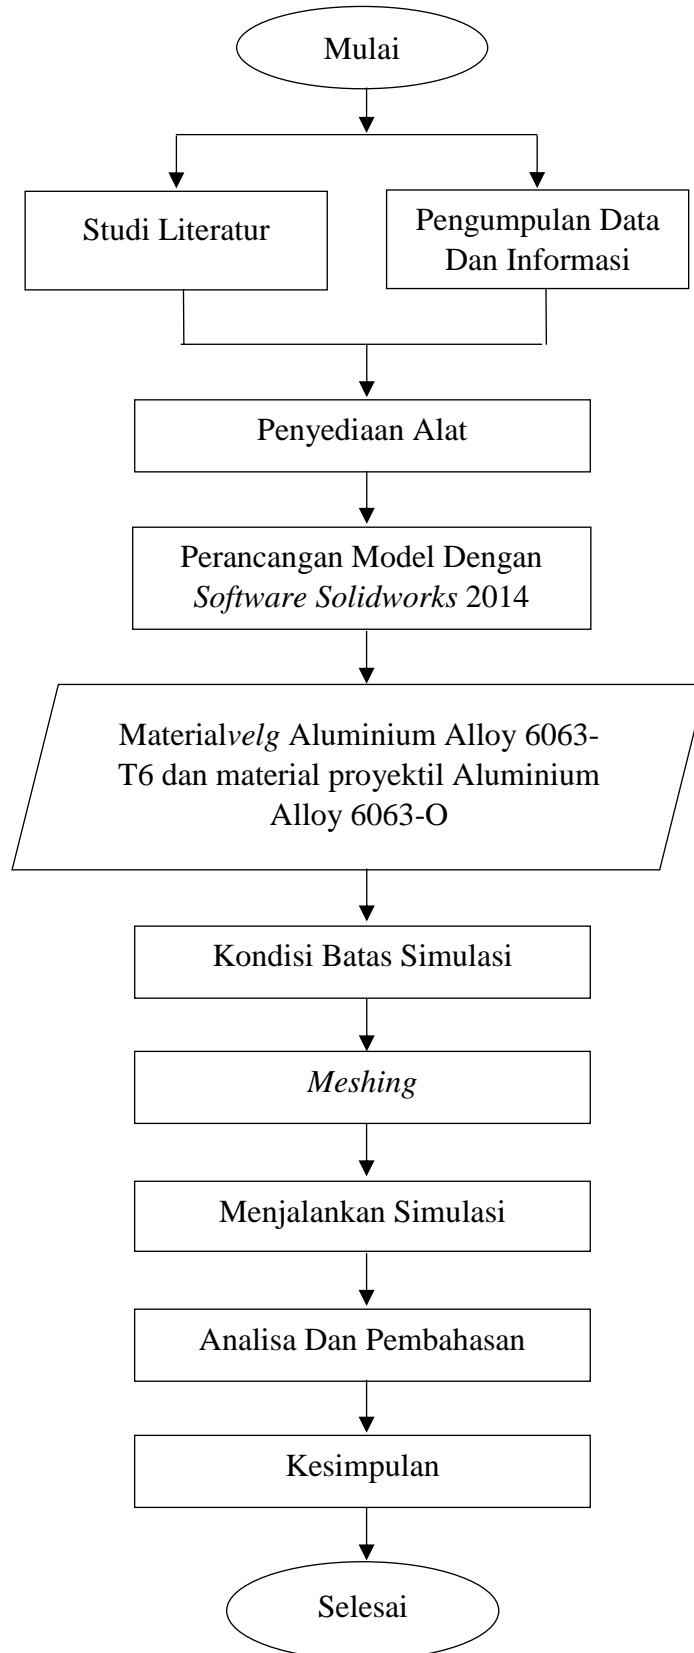 Mulai
Studi Literatur
Pengumpulan Data
Dan Informasi
Penyediaan Alat
Perancangan Model Dengan
Software Solidworks 2014
Materialvelg Aluminium Alloy 6063-
T6 dan material proyektil Aluminium
Alloy 6063-O
Kondisi Batas Simulasi
Meshing
Menjalankan Simulasi
Analisa Dan Pembahasan
Kesimpulan
Selesai